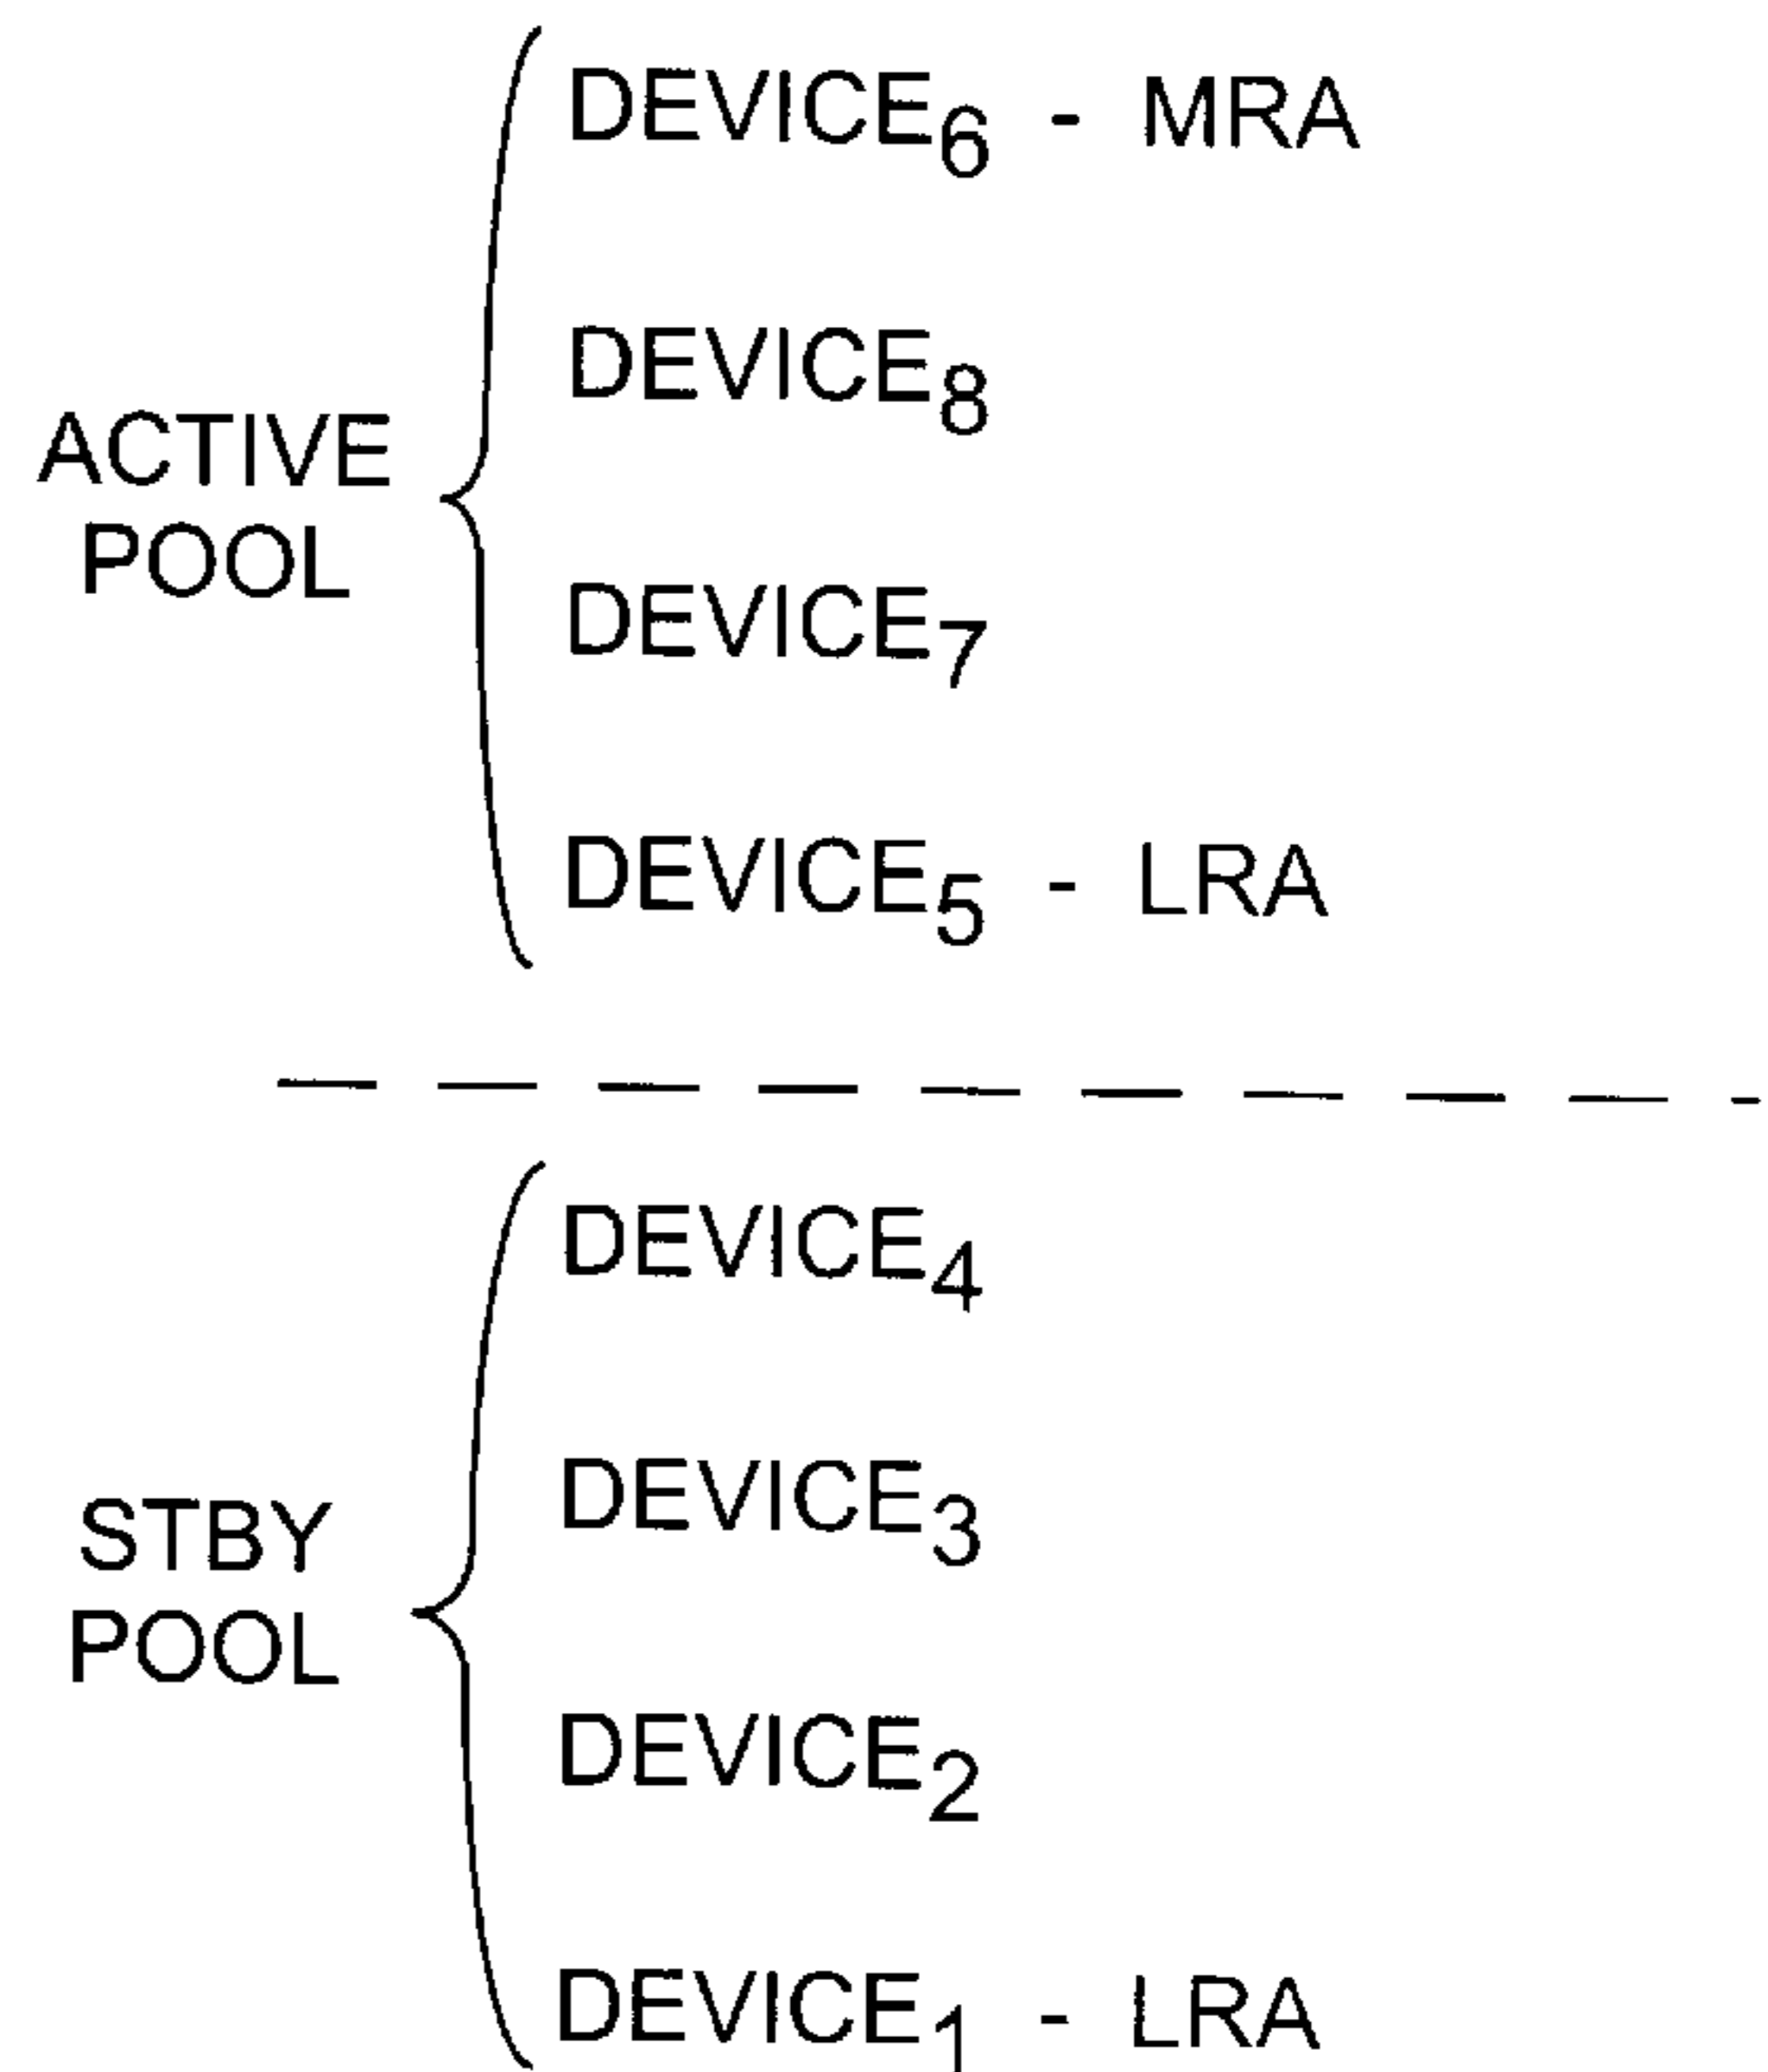 DEVICE6 - MRA
DEVICE8
ACTIVE
POOL
DEVICE7
DEVICE5 - LRA
DEVICE4
DEVICE3
STBY
POOL
DEVICE2
DEVICE1 - LRA